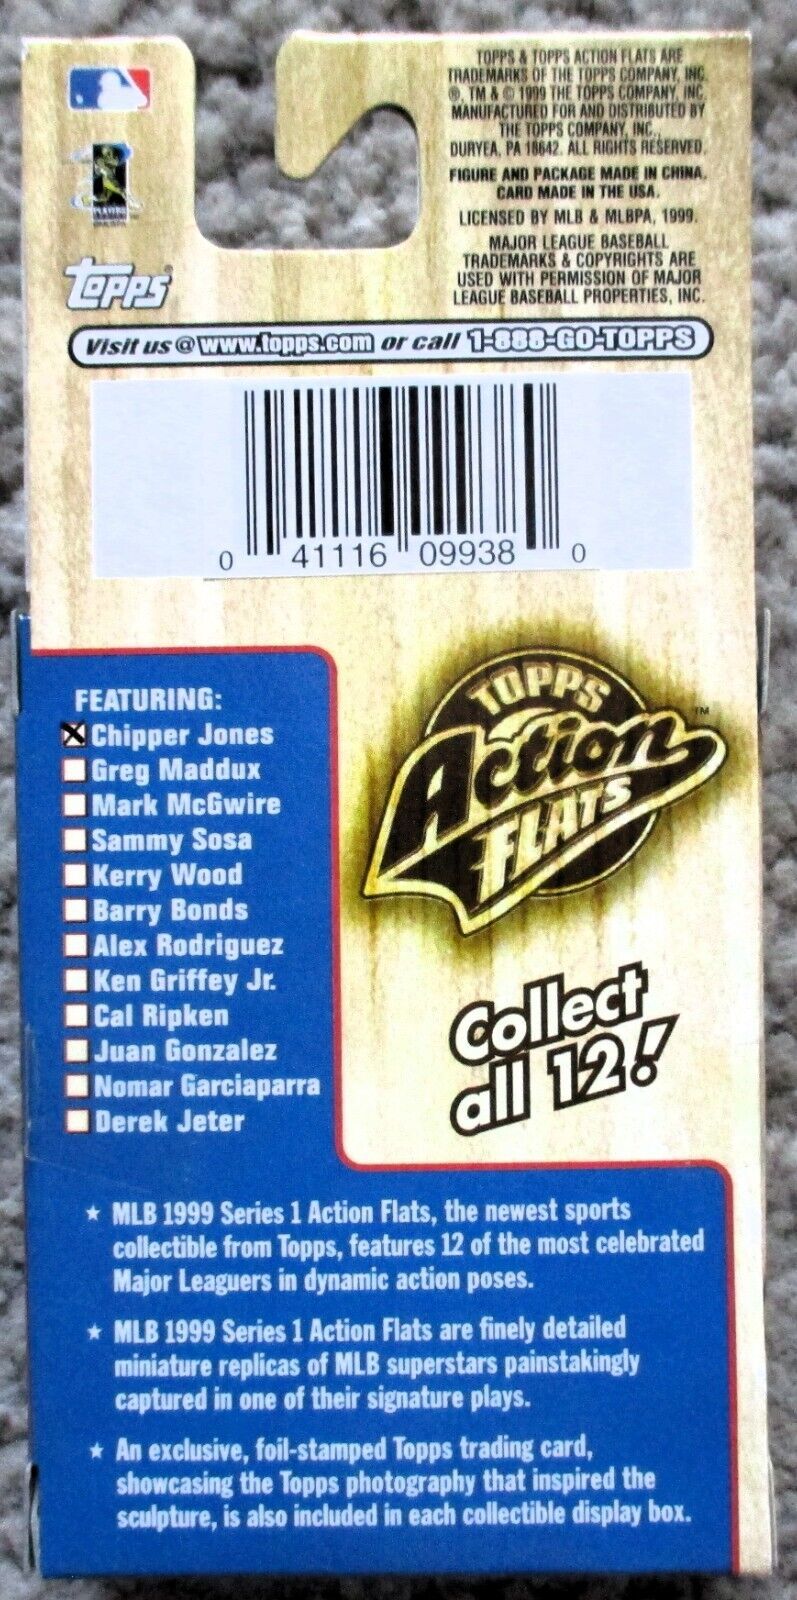 TOPPS & TOPPS ACTION FLATS ARE
TRADEMARKS OF THE TOPPS COMPANY, INC.
®, TM & © 1999 THE TOPPS COMPANY, INC.
MANUFACTURED FOR AND DISTRIBUTED BY
THE TOPPS COMPANY, INC.,
DURYEA, PA 18642. ALL RIGHTS RESERVED.
FIGURE AND PACKAGE MADE IN CHINA.
CARD MADE IN THE USA.
LICENSED BY MLB & MLBPA, 1999.
MAJOR LEAGUE BASEBALL
TRADEMARKS & COPYRIGHTS ARE
USED WITH PERMISSION OF MAJOR
LEAGUE BASEBALL PROPERTIES, INC.
PLAYERS
Topps
Visit us @ www.topps.com or call 1-888-GO-TOPPS
0 41116 09938 0
FEATURING:
Chipper Jones
Greg Maddux
Mark McGwire
Sammy Sosa
Kerry Wood
Barry Bonds
Alex Rodriguez
Ken Griffey Jr.
Cal Ripken
Juan Gonzalez
Nomar Garciaparra
Derek Jeter
TOPPS
Action™
FLATS
Collect
all 12!
★ MLB 1999 Series 1 Action Flats, the newest sports
collectible from Topps, features 12 of the most celebrated
Major Leaguers in dynamic action poses.
★ MLB 1999 Series 1 Action Flats are finely detailed
miniature replicas of MLB superstars painstakingly
captured in one of their signature plays.
★ An exclusive, foil-stamped Topps trading card,
showcasing the Topps photography that inspired the
sculpture, is also included in each collectible display box.